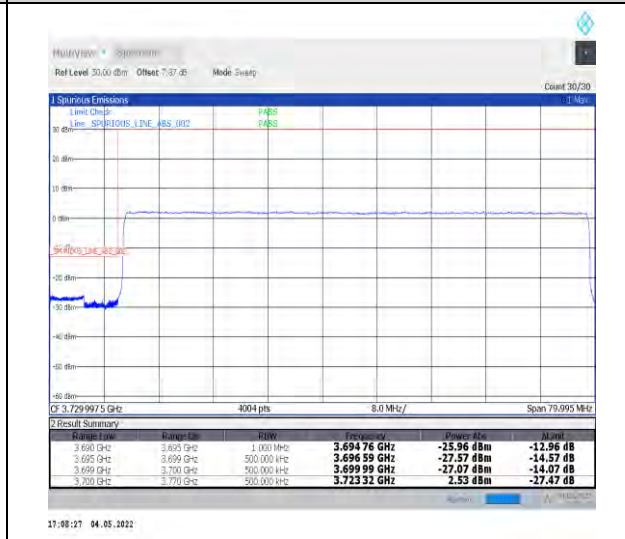 MultiView Spectrum
Ref Level 30.00 dBm Offset 7.87 dB Mode Sweep
Count 30/30
1 Spurious Emissions 1 Max
Limit Check PASS
Line _SPURIOUS_LINE_ABS_002 PASS
30 dBm
20 dBm
10 dBm
0 dBm
_SPURIOUS_LINE_ABS_002
-20 dBm
-30 dBm
-40 dBm
-50 dBm
-60 dBm
CF 3.7299975 GHz 4004 pts 8.0 MHz/ Span 79.995 MHz
2 Result Summary
Range Low Range Up RBW Frequency Power Abs ΔLimit
3.690 GHz 3.695 GHz 1.000 MHz 3.694 76 GHz -25.96 dBm -12.96 dB
3.695 GHz 3.699 GHz 500.000 kHz 3.696 59 GHz -27.57 dBm -14.57 dB
3.699 GHz 3.700 GHz 500.000 kHz 3.699 99 GHz -27.07 dBm -14.07 dB
3.700 GHz 3.770 GHz 500.000 kHz 3.723 32 GHz 2.53 dBm -27.47 dB
17:08:27 04.05.2022